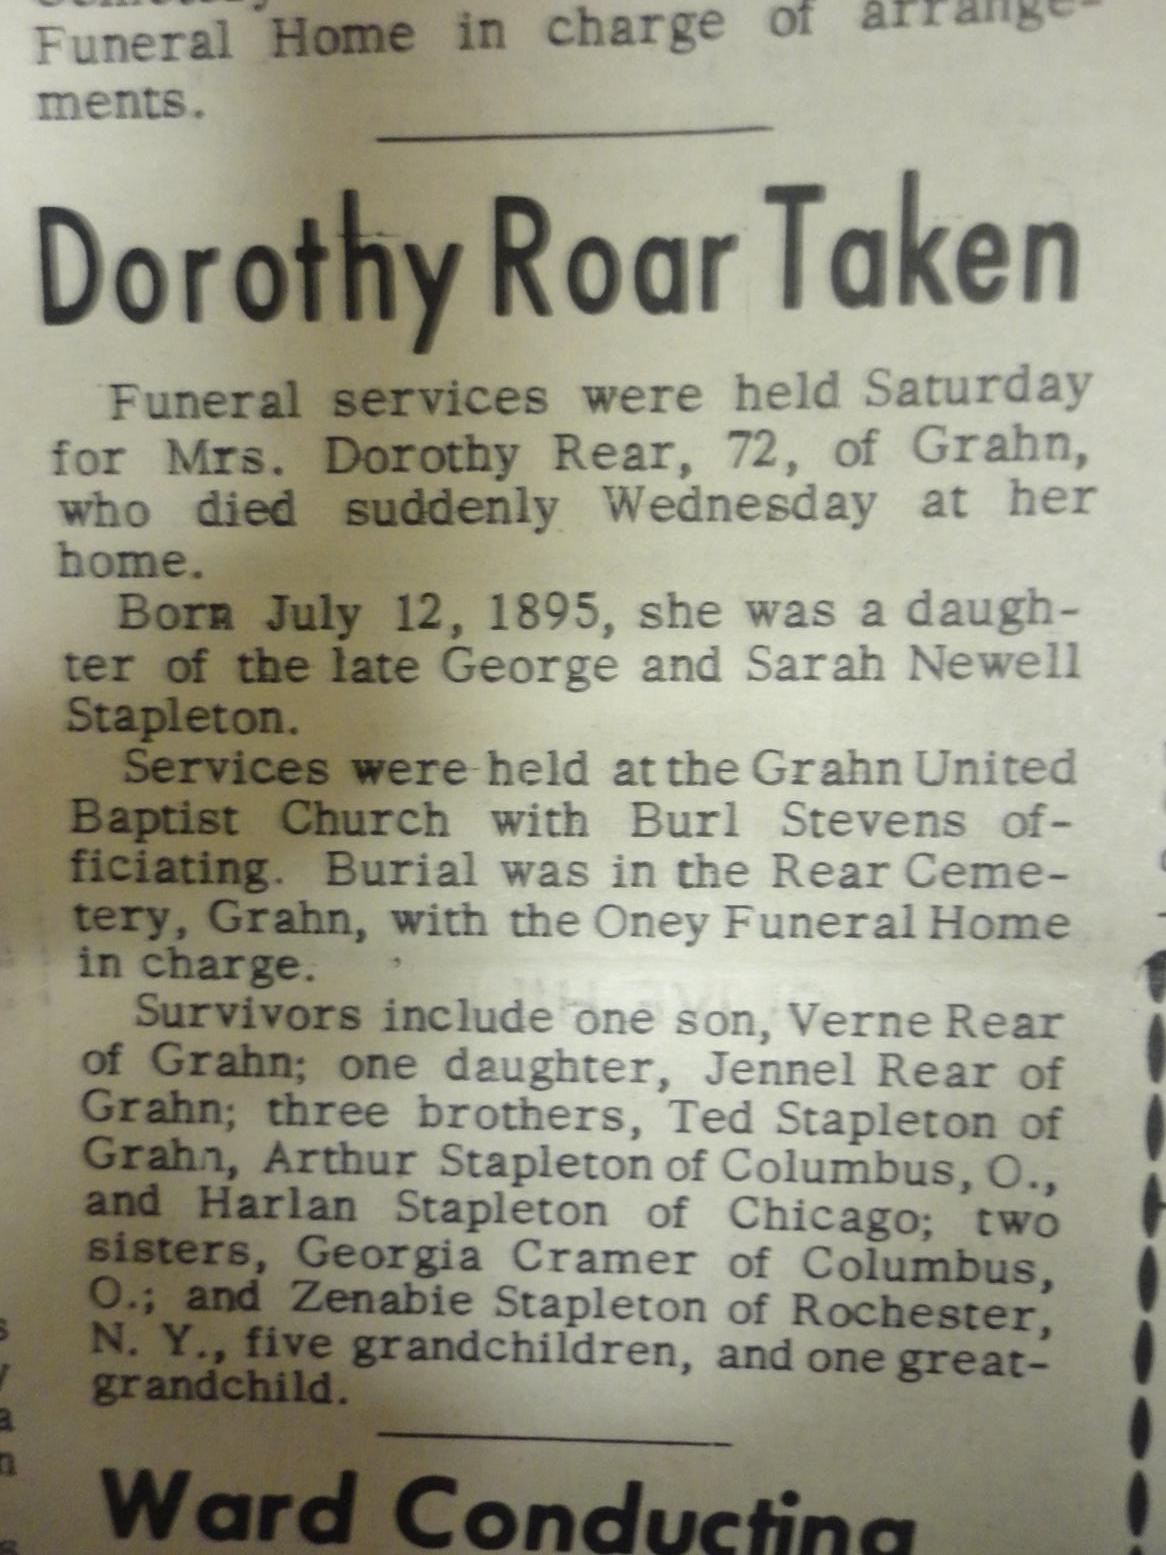 Funeral Home in charge of arrange-
ments.
Dorothy Roar Taken
Funeral services were held Saturday
for Mrs. Dorothy Rear, 72, of Grahn,
who died suddenly Wednesday at her
home.
Born July 12, 1895, she was a daugh-
ter of the late George and Sarah Newell
Stapleton.
Services were held at the Grahn United
Baptist Church with Burl Stevens of-
ficiating. Burial was in the Rear Ceme-
tery, Grahn, with the Oney Funeral Home
in charge.
Survivors include one son, Verne Rear
of Grahn; one daughter, Jennel Rear of
Grahn; three brothers, Ted Stapleton of
Grahn, Arthur Stapleton of Columbus, O.,
and Harlan Stapleton of Chicago; two
sisters, Georgia Cramer of Columbus,
O.; and Zenabie Stapleton of Rochester,
N. Y., five grandchildren, and one great-
grandchild.
Ward Conducting